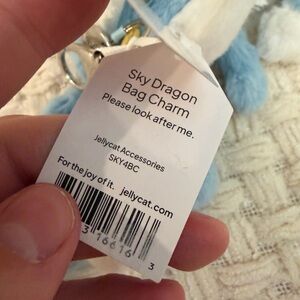 Sky Dragon
Bag Charm
Please look after me.
Jellycat Accessories
SKY4BC
For the joy of it. jellycat.com